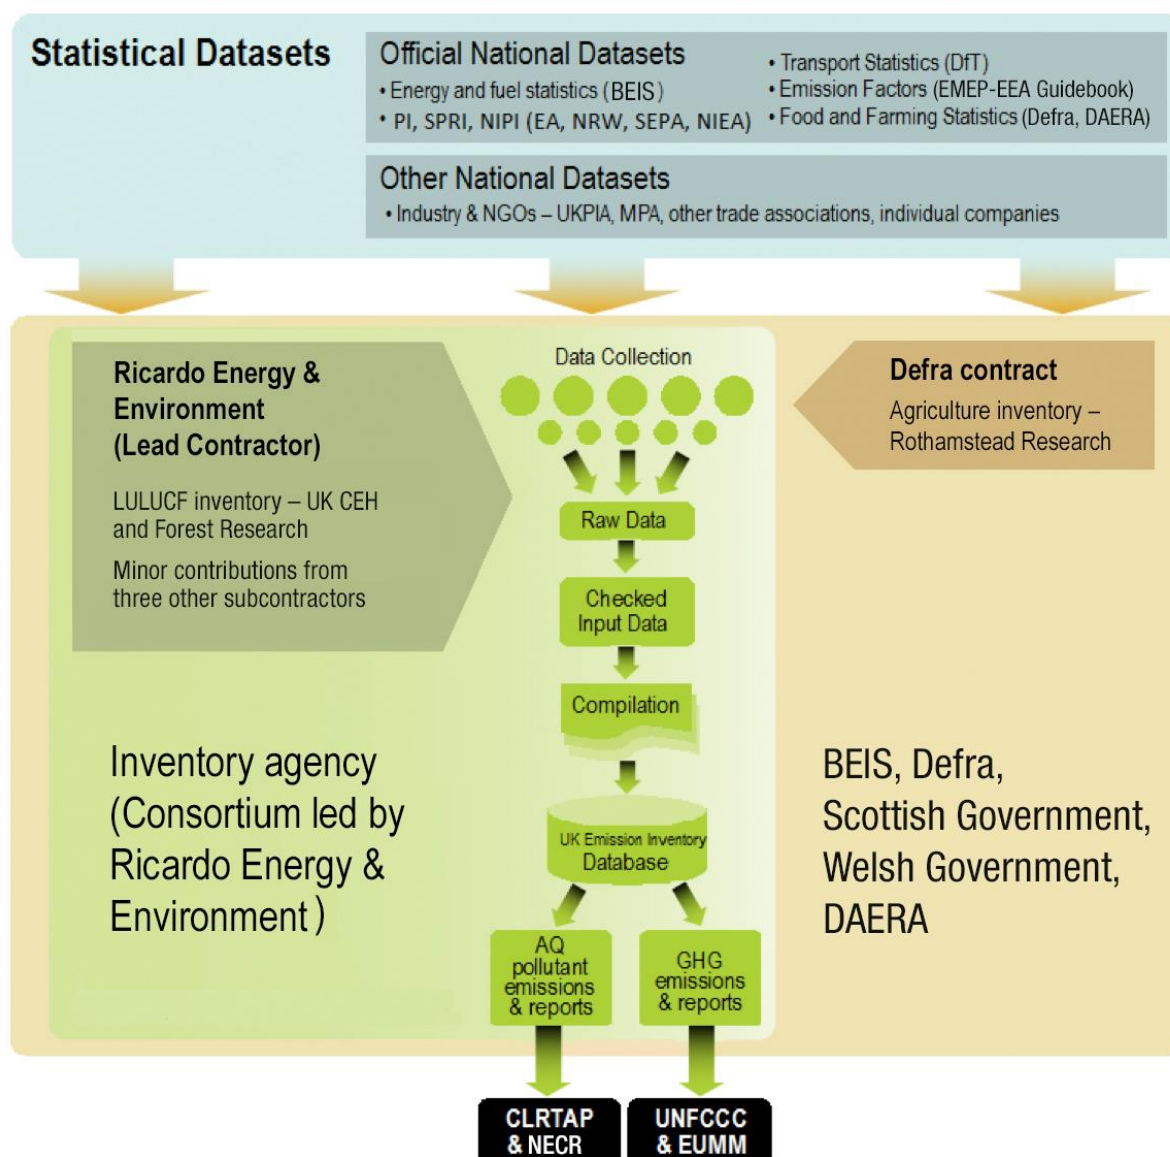 Statistical Datasets
Official National Datasets
• Energy and fuel statistics (BEIS)
• PI, SPRI, NIPI (EA, NRW, SEPA, NIEA)
• Transport Statistics (DfT)
• Emission Factors (EMEP-EEA Guidebook)
• Food and Farming Statistics (Defra, DAERA)
Other National Datasets
• Industry & NGOs – UKPIA, MPA, other trade associations, individual companies
Ricardo Energy &
Environment
(Lead Contractor)
LULUCF inventory – UK CEH
and Forest Research
Minor contributions from
three other subcontractors
Data Collection
Raw Data
Checked
Input Data
Compilation
UK Emission Inventory
Database
AQ
pollutant
emissions
& reports
GHG
emissions
& reports
CLRTAP
& NECR
UNFCCC
& EUMM
Defra contract
Agriculture inventory –
Rothamstead Research
Inventory agency
(Consortium led by
Ricardo Energy &
Environment)
BEIS, Defra,
Scottish Government,
Welsh Government,
DAERA